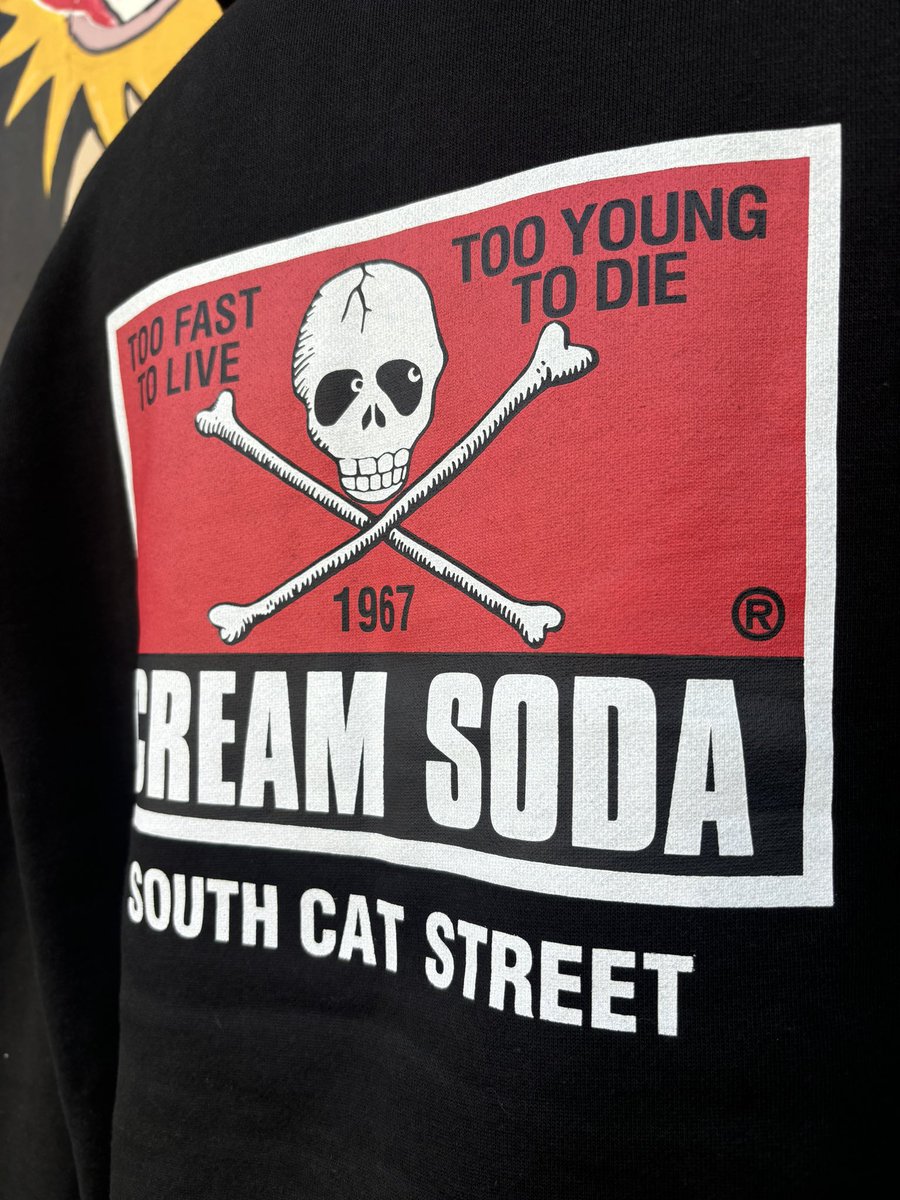 TOO FAST
TO LIVE
TOO YOUNG
TO DIE
1967
®
CREAM SODA
SOUTH CAT STREET